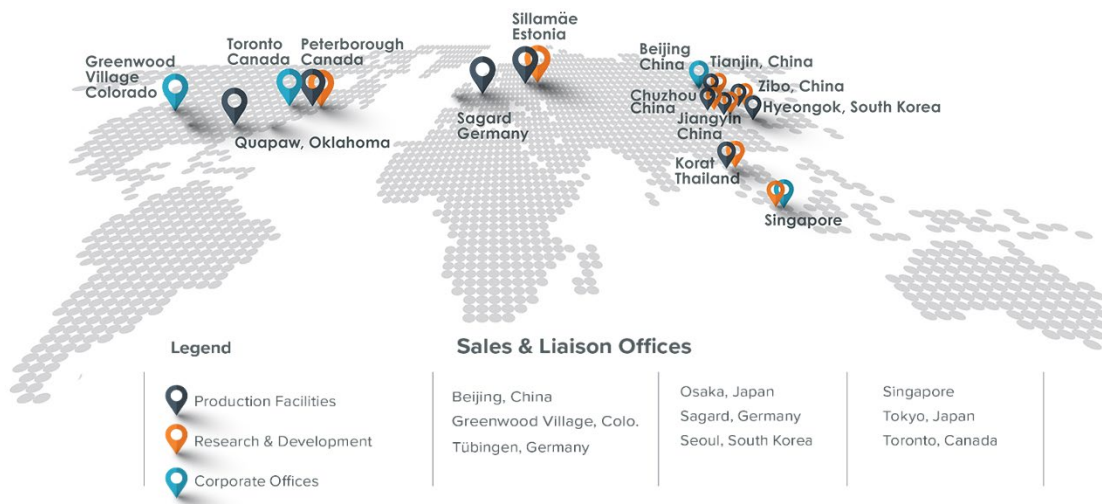 Sillamäe
Estonia
Greenwood
Village
Colorado
Toronto
Canada
Peterborough
Canada
Beijing
China
Tianjin, China
Zibo, China
Chuzhou
China
Hyeongok, South Korea
Jiangyin
China
Sagard
Germany
Quapaw, Oklahoma
Korat
Thailand
Singapore
Legend
Production Facilities
Research & Development
Corporate Offices
Sales & Liaison Offices
Beijing, China
Greenwood Village, Colo.
Tübingen, Germany
Osaka, Japan
Sagard, Germany
Seoul, South Korea
Singapore
Tokyo, Japan
Toronto, Canada